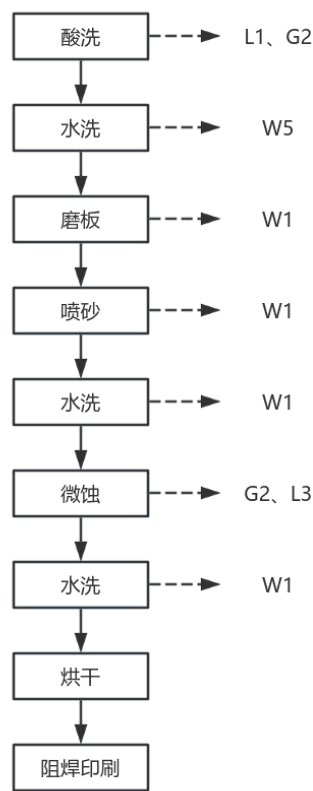 酸洗 L1、G2
水洗 W5
磨板 W1
喷砂 W1
水洗 W1
微蚀 G2、L3
水洗 W1
烘干
阻焊印刷